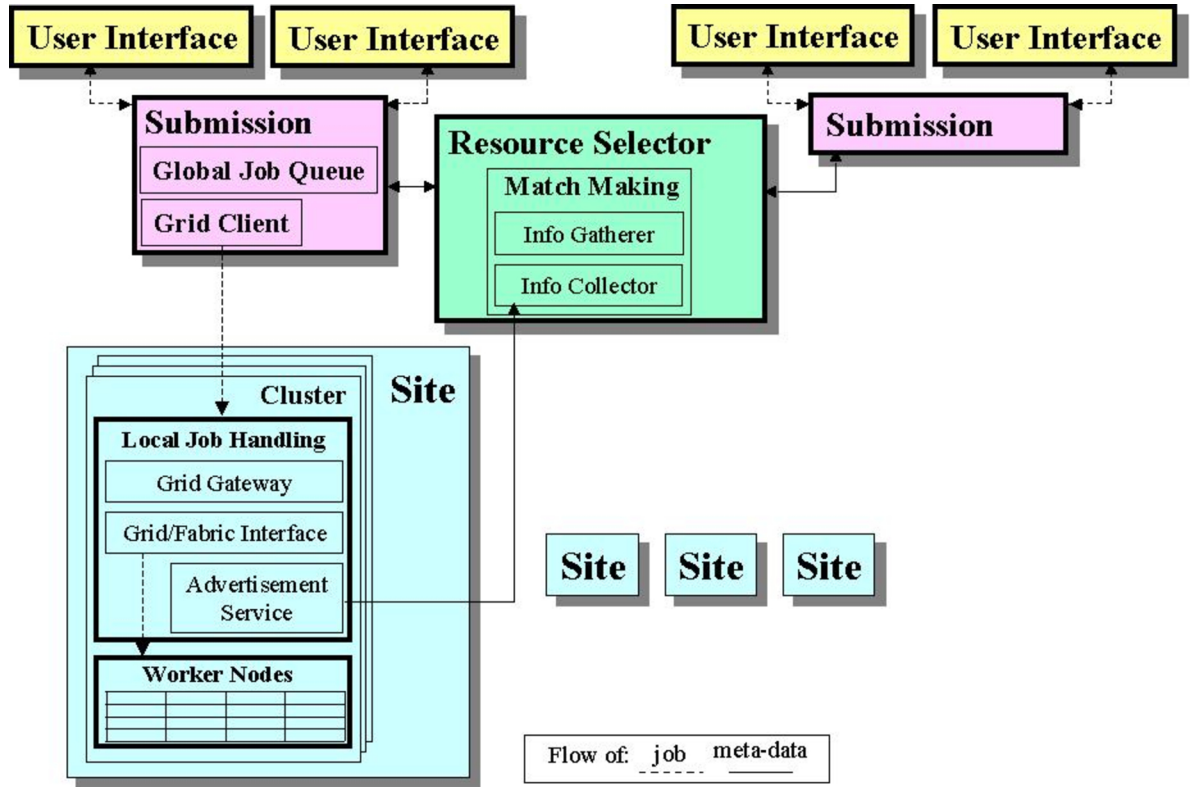 User Interface
User Interface
User Interface
User Interface
Submission
Global Job Queue
Grid Client
Resource Selector
Match Making
Info Gatherer
Info Collector
Submission
Cluster
Site
Local Job Handling
Grid Gateway
Grid/Fabric Interface
Advertisement
Service
Worker Nodes
Site
Site
Site
Flow of: job meta-data